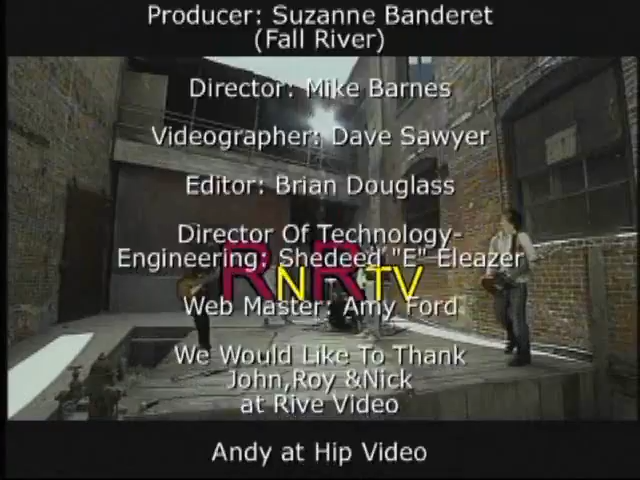 Producer: Suzanne Banderet
(Fall River)
Director: Mike Barnes
Videographer: Dave Sawyer
Editor: Brian Douglass
Director Of Technology-
Engineering: Shedeed "E" Eleazer
RNRTV
Web Master: Amy Ford
We Would Like To Thank
John,Roy &Nick
at Rive Video
Andy at Hip Video